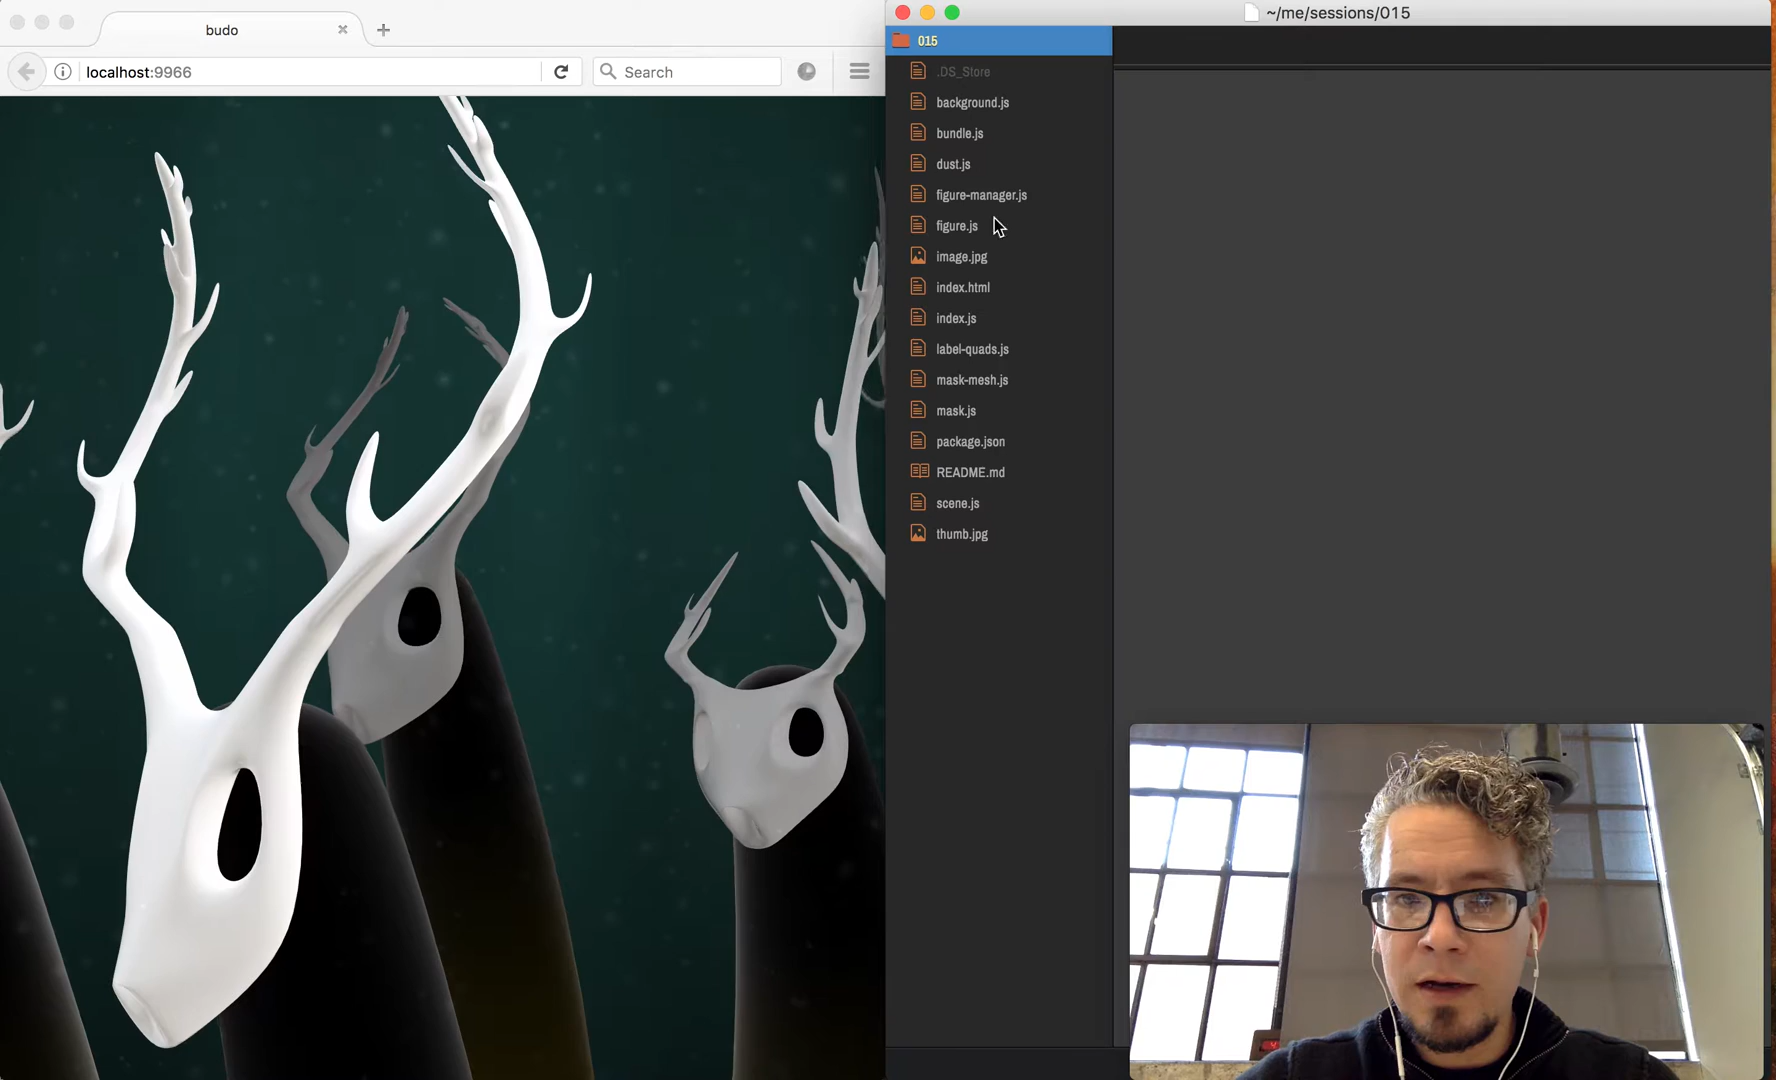 budo
localhost:9966
Search
~/me/sessions/015
015
.DS_Store
background.js
bundle.js
dust.js
figure-manager.js
figure.js
image.jpg
index.html
index.js
label-quads.js
mask-mesh.js
mask.js
package.json
README.md
scene.js
thumb.jpg